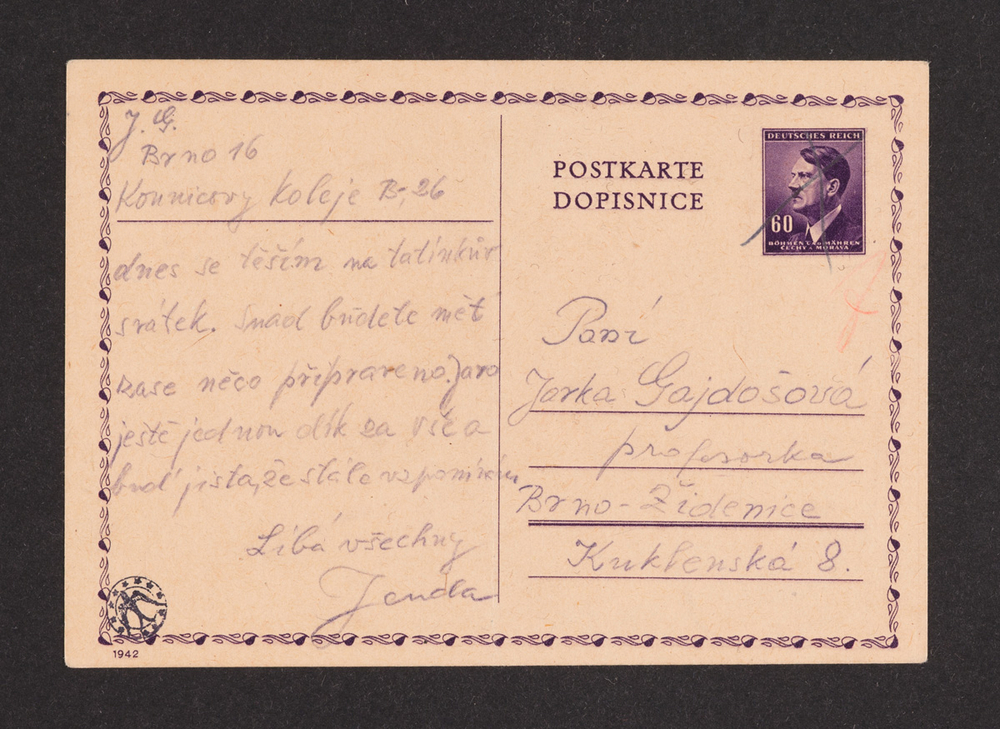 J. G.
Brno 16
Kounicovy koleje B, 26
dnes se těším na tatínkův
svátek. Snad budete mět
zase něco připraveno. Jaro
ještě jednou dík za vše a
buď jista, že stále vzpomínám
Líbá všechny
Jenda
1942
POSTKARTE
DOPISNICE
DEUTSCHES REICH
60
BÖHMEN UND MÄHREN
ČECHY A MORAVA
Paní
Jarka Gajdošová
profesorka
Brno-Židenice
Kuklenská 8.